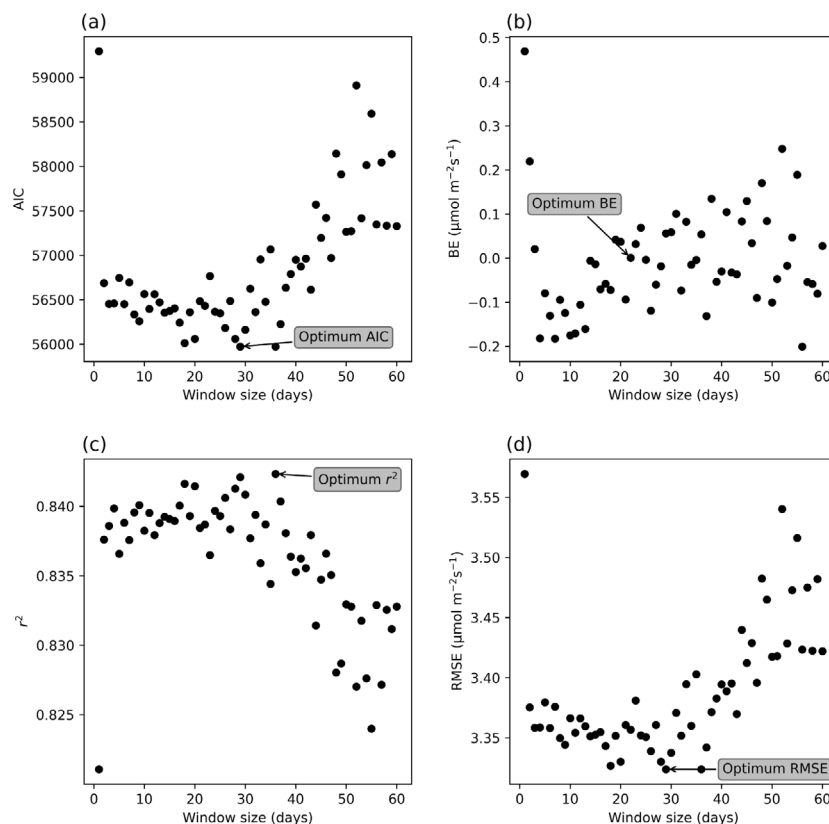 (a)
59000
58500
58000
57500
57000
56500
56000
AIC
Optimum AIC
0 10 20 30 40 50 60
Window size (days)
(b)
0.5
0.4
0.3
0.2
0.1
0.0
−0.1
−0.2
BE (μmol m⁻²s⁻¹)
Optimum BE
0 10 20 30 40 50 60
Window size (days)
(c)
0.840
0.835
0.830
0.825
r²
Optimum r²
0 10 20 30 40 50 60
Window size (days)
(d)
3.55
3.50
3.45
3.40
3.35
RMSE (μmol m⁻²s⁻¹)
Optimum RMSE
0 10 20 30 40 50 60
Window size (days)